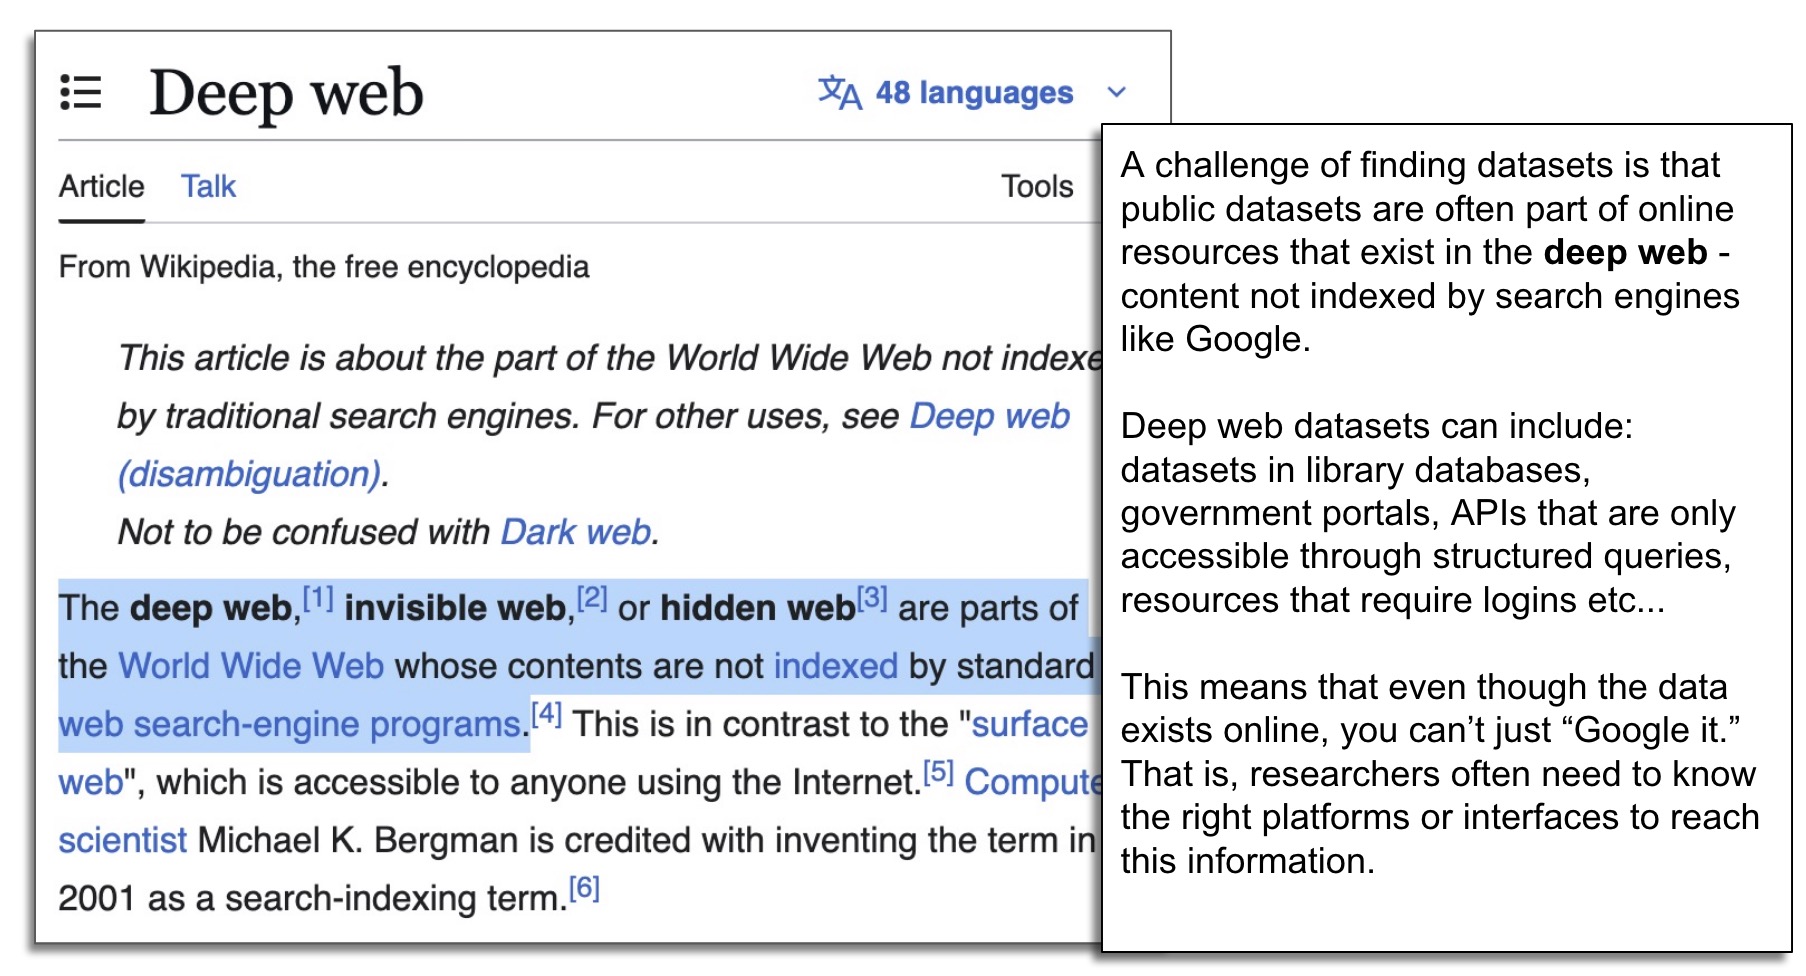 Deep web
48 languages
Article Talk Tools
From Wikipedia, the free encyclopedia
This article is about the part of the World Wide Web not indexe
by traditional search engines. For other uses, see Deep web
(disambiguation).
Not to be confused with Dark web.
The deep web,[1] invisible web,[2] or hidden web[3] are parts of
the World Wide Web whose contents are not indexed by standard
web search-engine programs.[4] This is in contrast to the "surface
web", which is accessible to anyone using the Internet.[5] Compute
scientist Michael K. Bergman is credited with inventing the term in
2001 as a search-indexing term.[6]
A challenge of finding datasets is that
public datasets are often part of online
resources that exist in the deep web -
content not indexed by search engines
like Google.
Deep web datasets can include:
datasets in library databases,
government portals, APIs that are only
accessible through structured queries,
resources that require logins etc...
This means that even though the data
exists online, you can’t just “Google it.”
That is, researchers often need to know
the right platforms or interfaces to reach
this information.